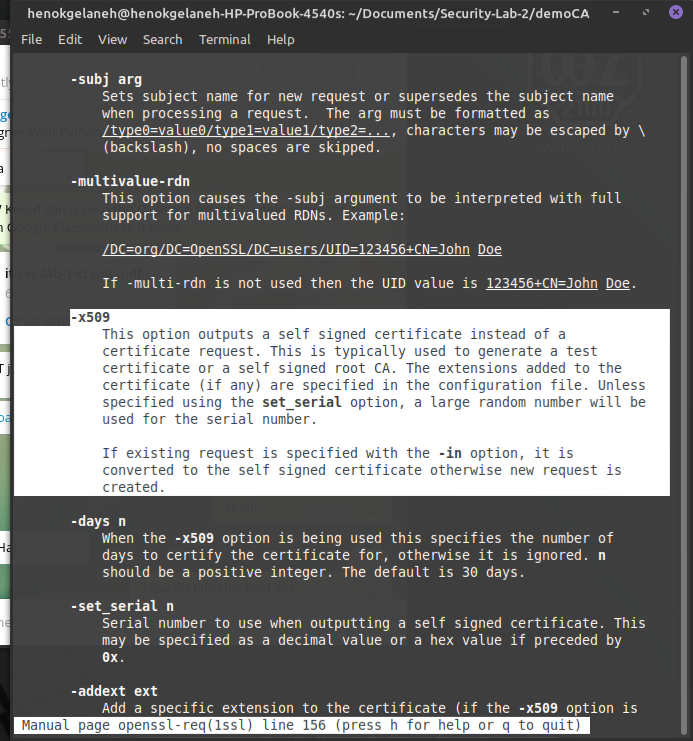 henokgelaneh@henokgelaneh-HP-ProBook-4540s: ~/Documents/Security-Lab-2/demoCA
File Edit View Search Terminal Help
-subj arg
Sets subject name for new request or supersedes the subject name
when processing a request.  The arg must be formatted as
/type0=value0/type1=value1/type2=..., characters may be escaped by \
(backslash), no spaces are skipped.
-multivalue-rdn
This option causes the -subj argument to be interpreted with full
support for multivalued RDNs. Example:
/DC=org/DC=OpenSSL/DC=users/UID=123456+CN=John Doe
If -multi-rdn is not used then the UID value is 123456+CN=John Doe.
-x509
This option outputs a self signed certificate instead of a
certificate request. This is typically used to generate a test
certificate or a self signed root CA. The extensions added to the
certificate (if any) are specified in the configuration file. Unless
specified using the set_serial option, a large random number will be
used for the serial number.
If existing request is specified with the -in option, it is
converted to the self signed certificate otherwise new request is
created.
-days n
When the -x509 option is being used this specifies the number of
days to certify the certificate for, otherwise it is ignored. n
should be a positive integer. The default is 30 days.
-set_serial n
Serial number to use when outputting a self signed certificate. This
may be specified as a decimal value or a hex value if preceded by
0x.
-addext ext
Add a specific extension to the certificate (if the -x509 option is
Manual page openssl-req(1ssl) line 156 (press h for help or q to quit)